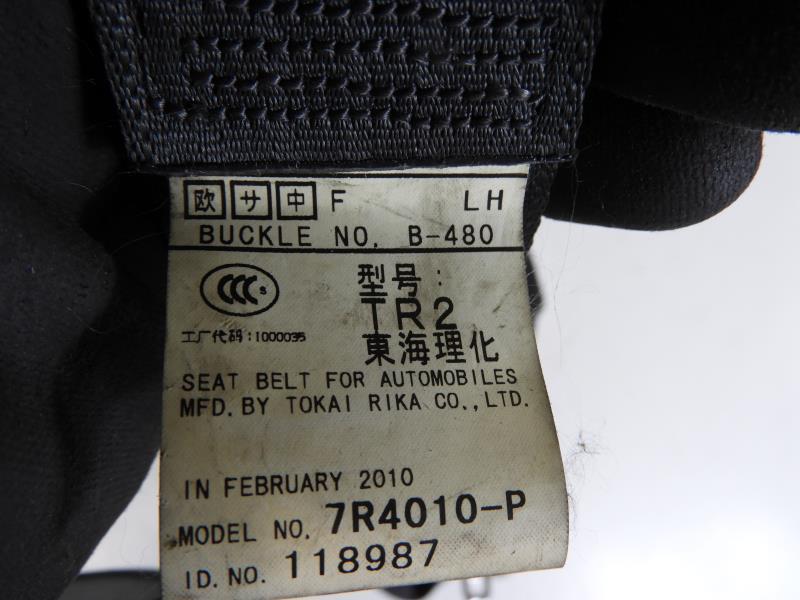 欧 サ 中 F LH
BUCKLE NO. B-480
CCC S
型号:
TR2
工厂代码:1000035
東海理化
SEAT BELT FOR AUTOMOBILES
MFD. BY TOKAI RIKA CO., LTD.
IN FEBRUARY 2010
MODEL NO. 7R4010-P
ID. NO. 118987